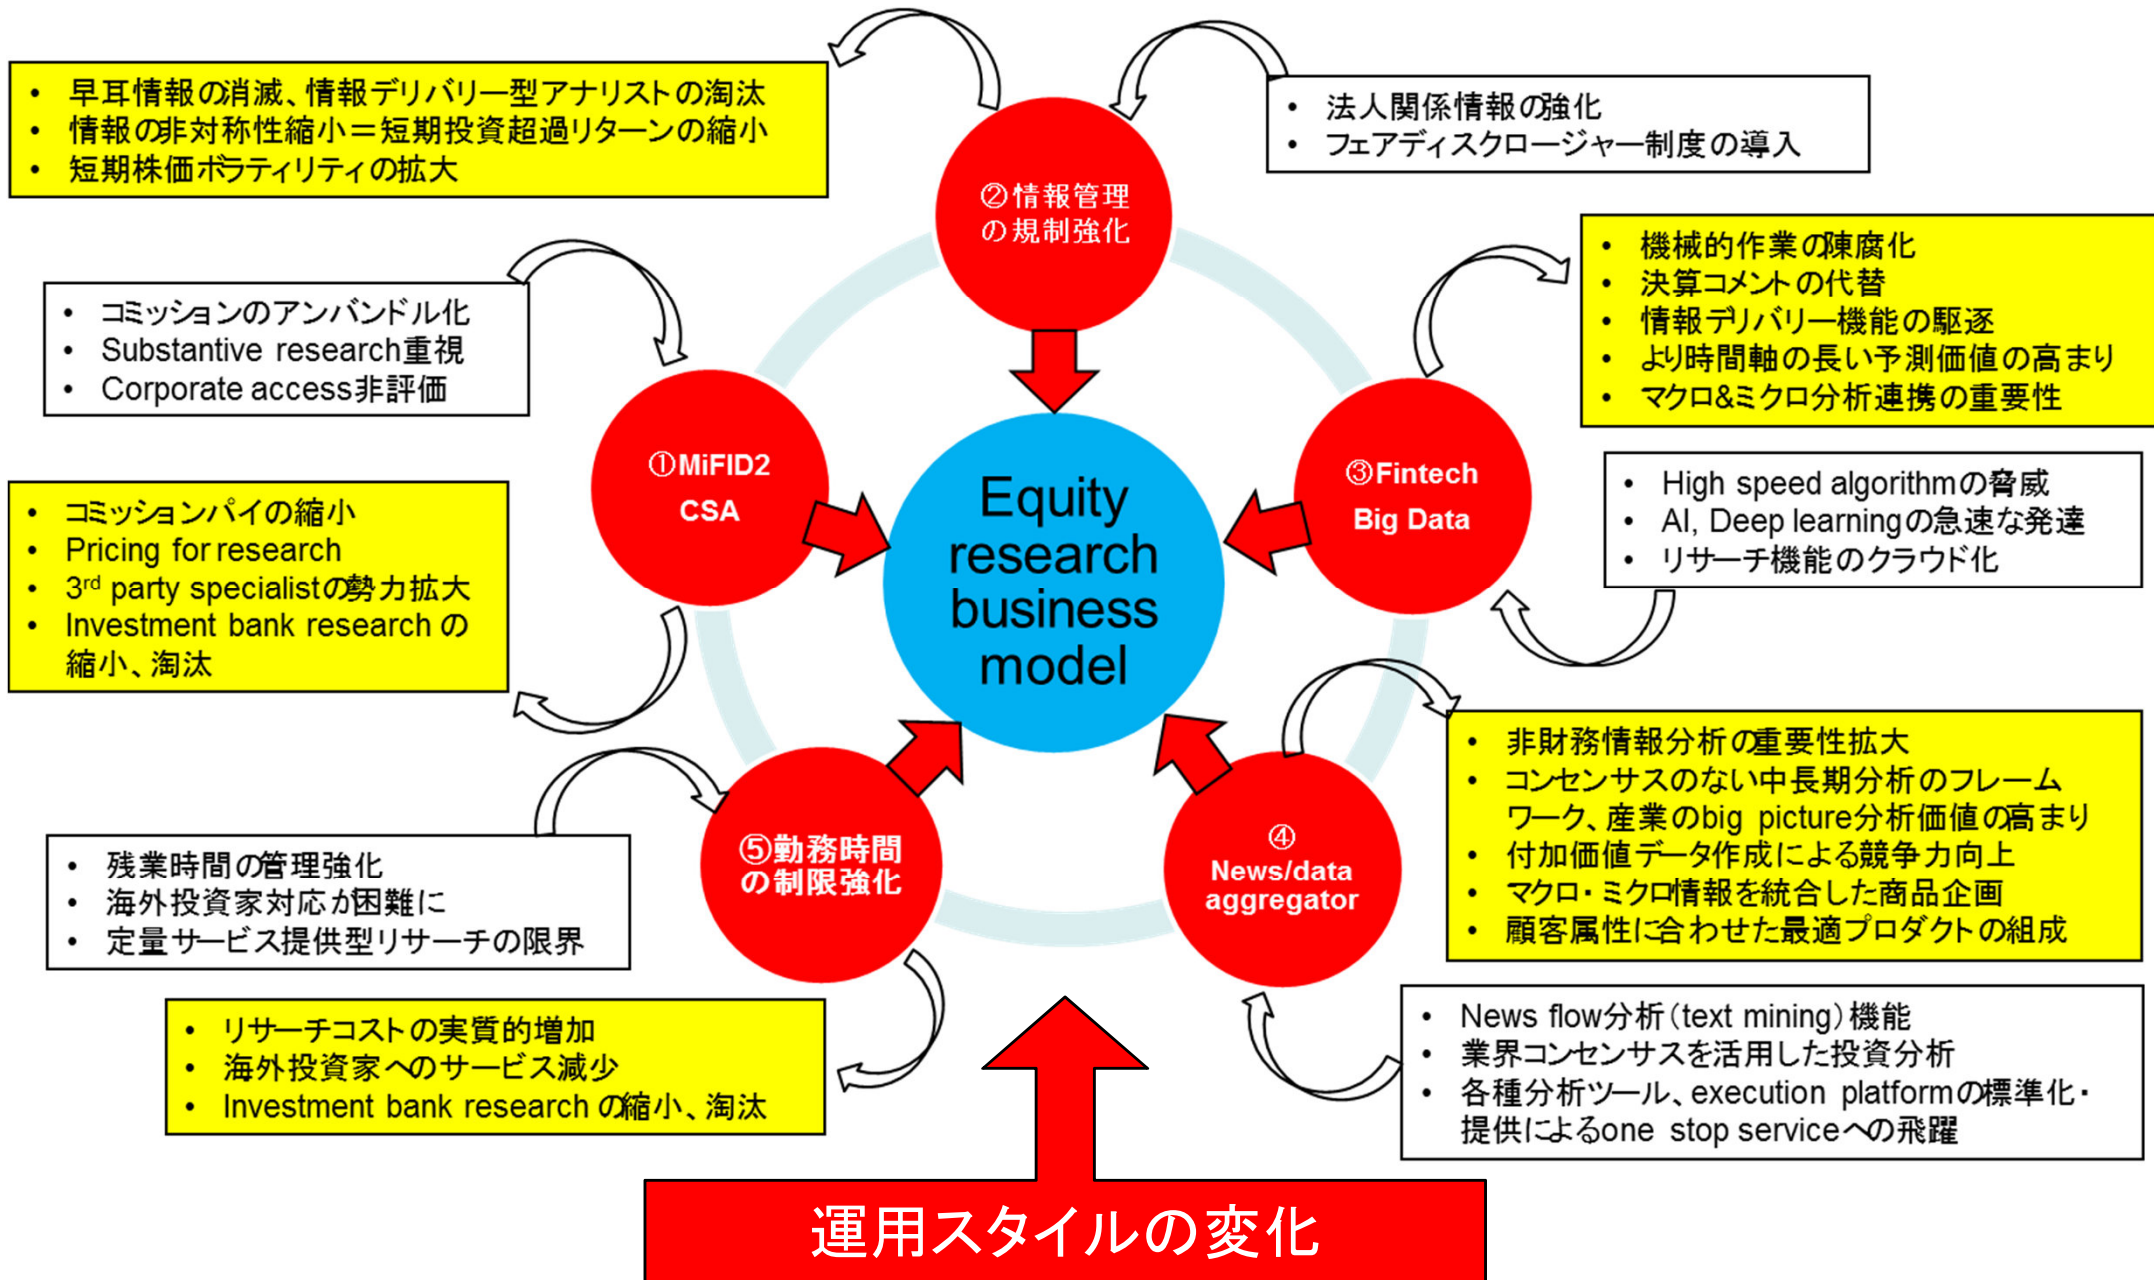 • 早耳情報の消滅、情報デリバリー型アナリストの淘汰
• 情報の非対称性縮小＝短期投資超過リターンの縮小
• 短期株価ボラティリティの拡大
• 法人関係情報の強化
• フェアディスクロージャー制度の導入
②情報管理
の規制強化
• コミッションのアンバンドル化
• Substantive research重視
• Corporate access非評価
• 機械的作業の陳腐化
• 決算コメントの代替
• 情報デリバリー機能の駆逐
• より時間軸の長い予測価値の高まり
• マクロ&ミクロ分析連携の重要性
①MiFID2
CSA
Equity
research
business
model
③Fintech
Big Data
• コミッションパイの縮小
• Pricing for research
• 3rd party specialistの勢力拡大
• Investment bank research の
縮小、淘汰
• High speed algorithmの脅威
• AI, Deep learningの急速な発達
• リサーチ機能のクラウド化
• 残業時間の管理強化
• 海外投資家対応が困難に
• 定量サービス提供型リサーチの限界
⑤勤務時間
の制限強化
④
News/data
aggregator
• 非財務情報分析の重要性拡大
• コンセンサスのない中長期分析のフレーム
ワーク、産業のbig picture分析価値の高まり
• 付加価値データ作成による競争力向上
• マクロ・ミクロ情報を統合した商品企画
• 顧客属性に合わせた最適プロダクトの組成
• リサーチコストの実質的増加
• 海外投資家へのサービス減少
• Investment bank research の縮小、淘汰
• News flow分析（text mining）機能
• 業界コンセンサスを活用した投資分析
• 各種分析ツール、execution platformの標準化・
提供によるone stop serviceへの飛躍
運用スタイルの変化